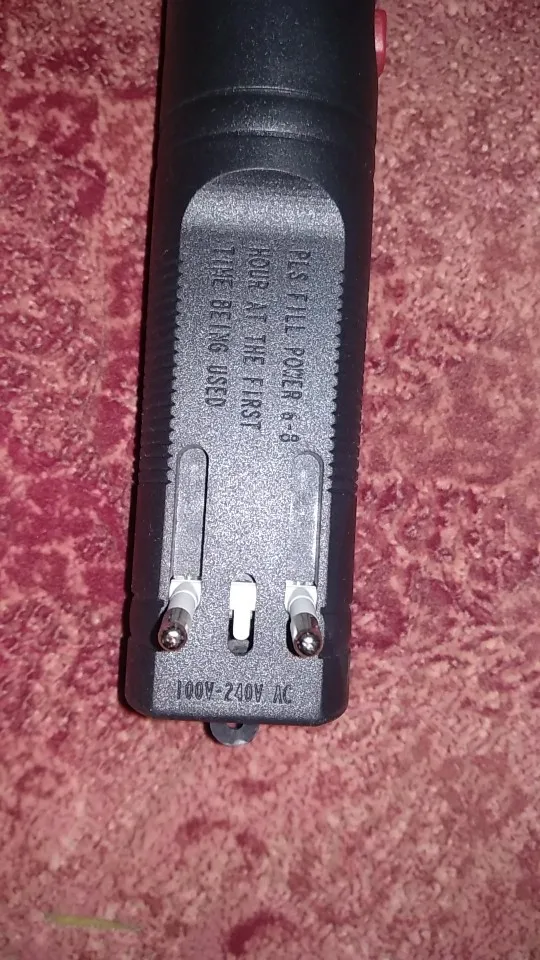 PLS FILL POWER 6-8
HOUR AT THE FIRST
TIME BEING USED
100V-240V AC